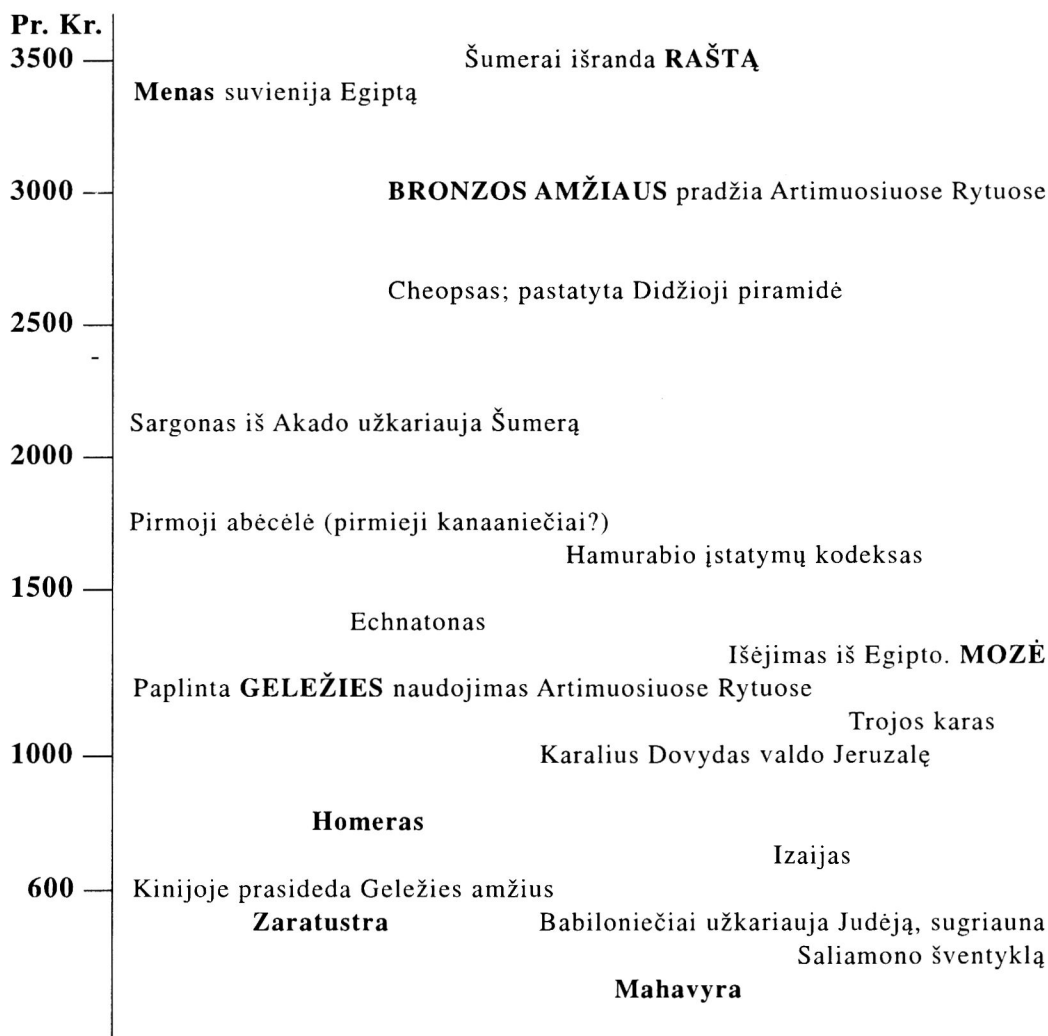 Pr. Kr.
3500 Šumerai išranda RAŠTĄ
Menas suvienija Egiptą
3000 BRONZOS AMŽIAUS pradžia Artimuosiuose Rytuose
Cheopsas; pastatyta Didžioji piramidė
2500
Sargonas iš Akado užkariauja Šumerą
2000
Pirmoji abėcėlė (pirmieji kanaaniečiai?)
Hamurabio įstatymų kodeksas
1500
Echnatonas
Išėjimas iš Egipto. MOZĖ
Paplinta GELEŽIES naudojimas Artimuosiuose Rytuose
Trojos karas
1000 Karalius Dovydas valdo Jeruzalę
Homeras
Izaijas
600 Kinijoje prasideda Geležies amžius
Zaratustra Babiloniečiai užkariauja Judėją, sugriauna
Saliamono šventyklą
Mahavyra